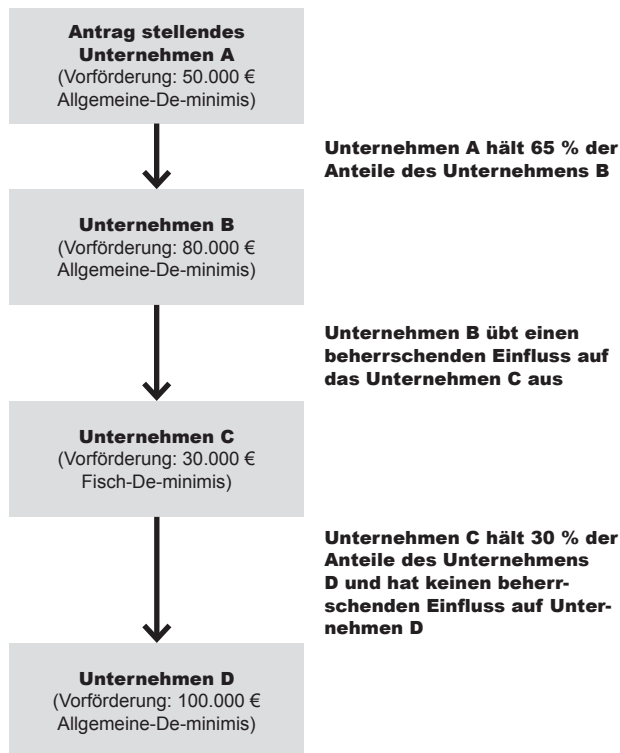 Antrag stellendes
Unternehmen A
(Vorförderung: 50.000 €
Allgemeine-De-minimis)
Unternehmen A hält 65 % der
Anteile des Unternehmens B
Unternehmen B
(Vorförderung: 80.000 €
Allgemeine-De-minimis)
Unternehmen B übt einen
beherrschenden Einfluss auf
das Unternehmen C aus
Unternehmen C
(Vorförderung: 30.000 €
Fisch-De-minimis)
Unternehmen C hält 30 % der
Anteile des Unternehmens
D und hat keinen beherr-
schenden Einfluss auf Unter-
nehmen D
Unternehmen D
(Vorförderung: 100.000 €
Allgemeine-De-minimis)